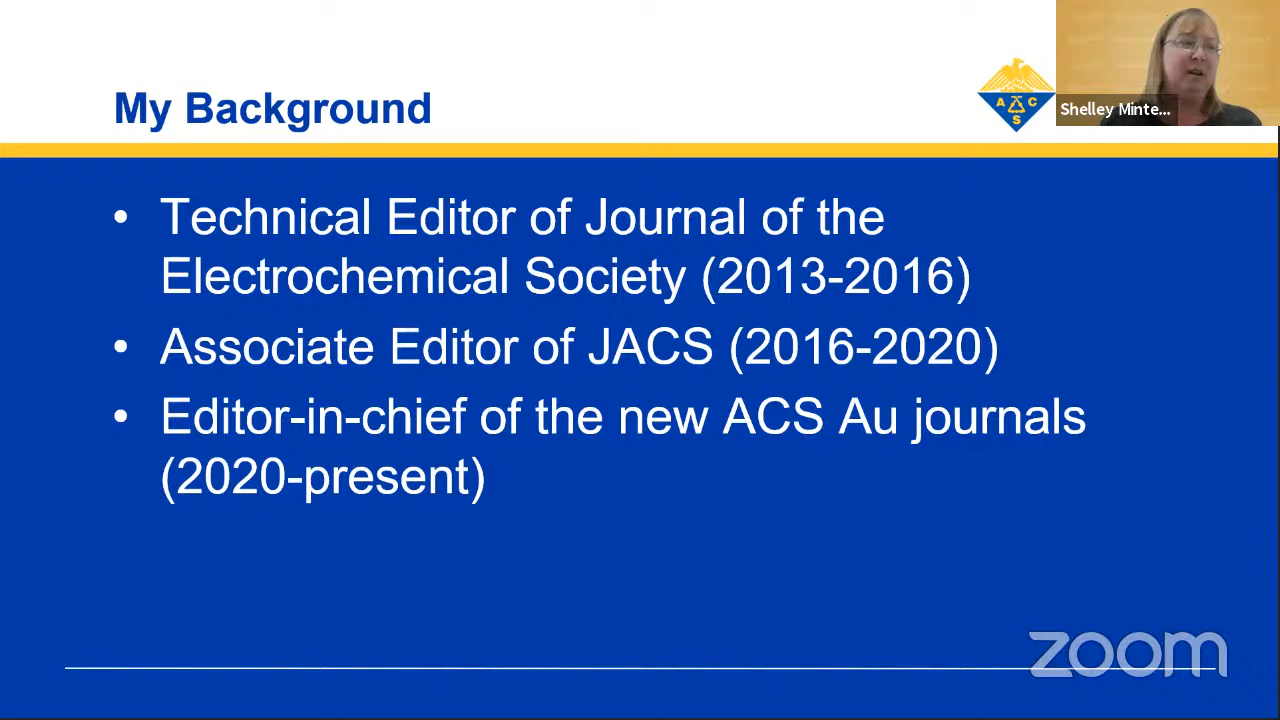 My Background
A C
S
Shelley Minte...
• Technical Editor of Journal of the
Electrochemical Society (2013-2016)
• Associate Editor of JACS (2016-2020)
• Editor-in-chief of the new ACS Au journals
(2020-present)
zoom